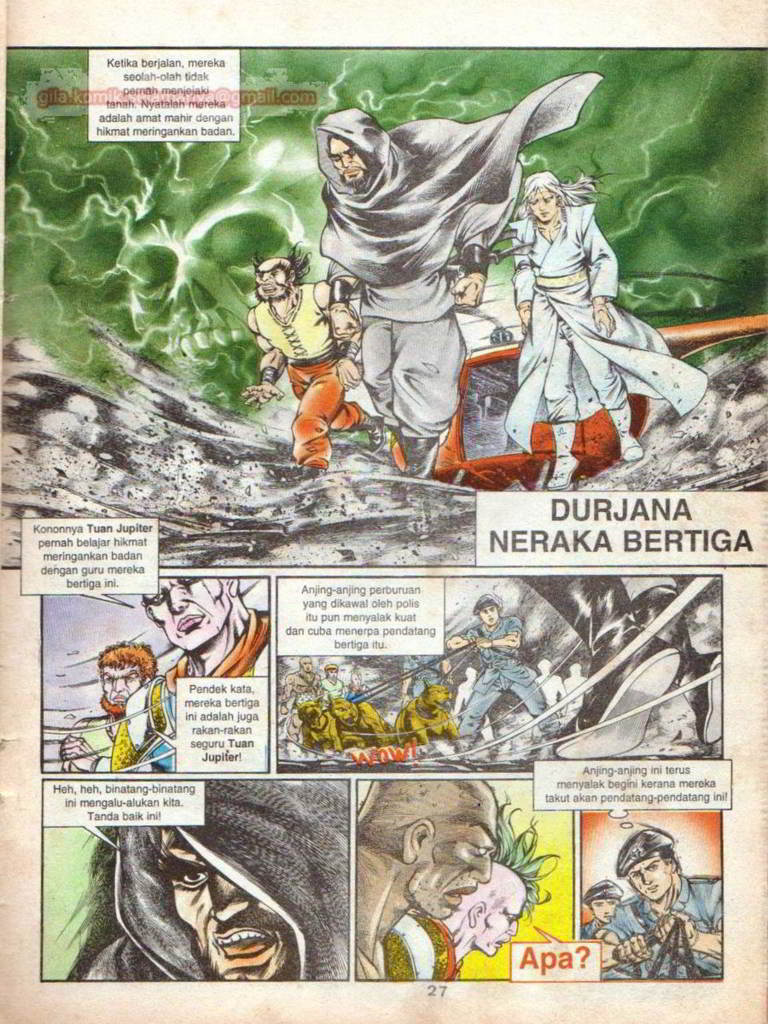 Ketika berjalan, mereka
seolah-olah tidak
pernah menjejaki
tanah. Nyatalah mereka
adalah amat mahir dengan
hikmat meringankan badan.
DURJANA
NERAKA BERTIGA
Kononnya Tuan Jupiter
pernah belajar hikmat
meringankan badan
dengan guru mereka
bertiga ini.
Pendek kata,
mereka bertiga
ini adalah juga
rakan-rakan
seguru Tuan
Jupiter!
Anjing-anjing perburuan
yang dikawal oleh polis
itu pun menyalak kuat
dan cuba menerpa pendatang
bertiga itu.
WOW!
Heh, heh, binatang-binatang
ini mengalu-alukan kita.
Tanda baik ini!
Apa?
Anjing-anjing ini terus
menyalak begini kerana mereka
takut akan pendatang-pendatang ini!
27